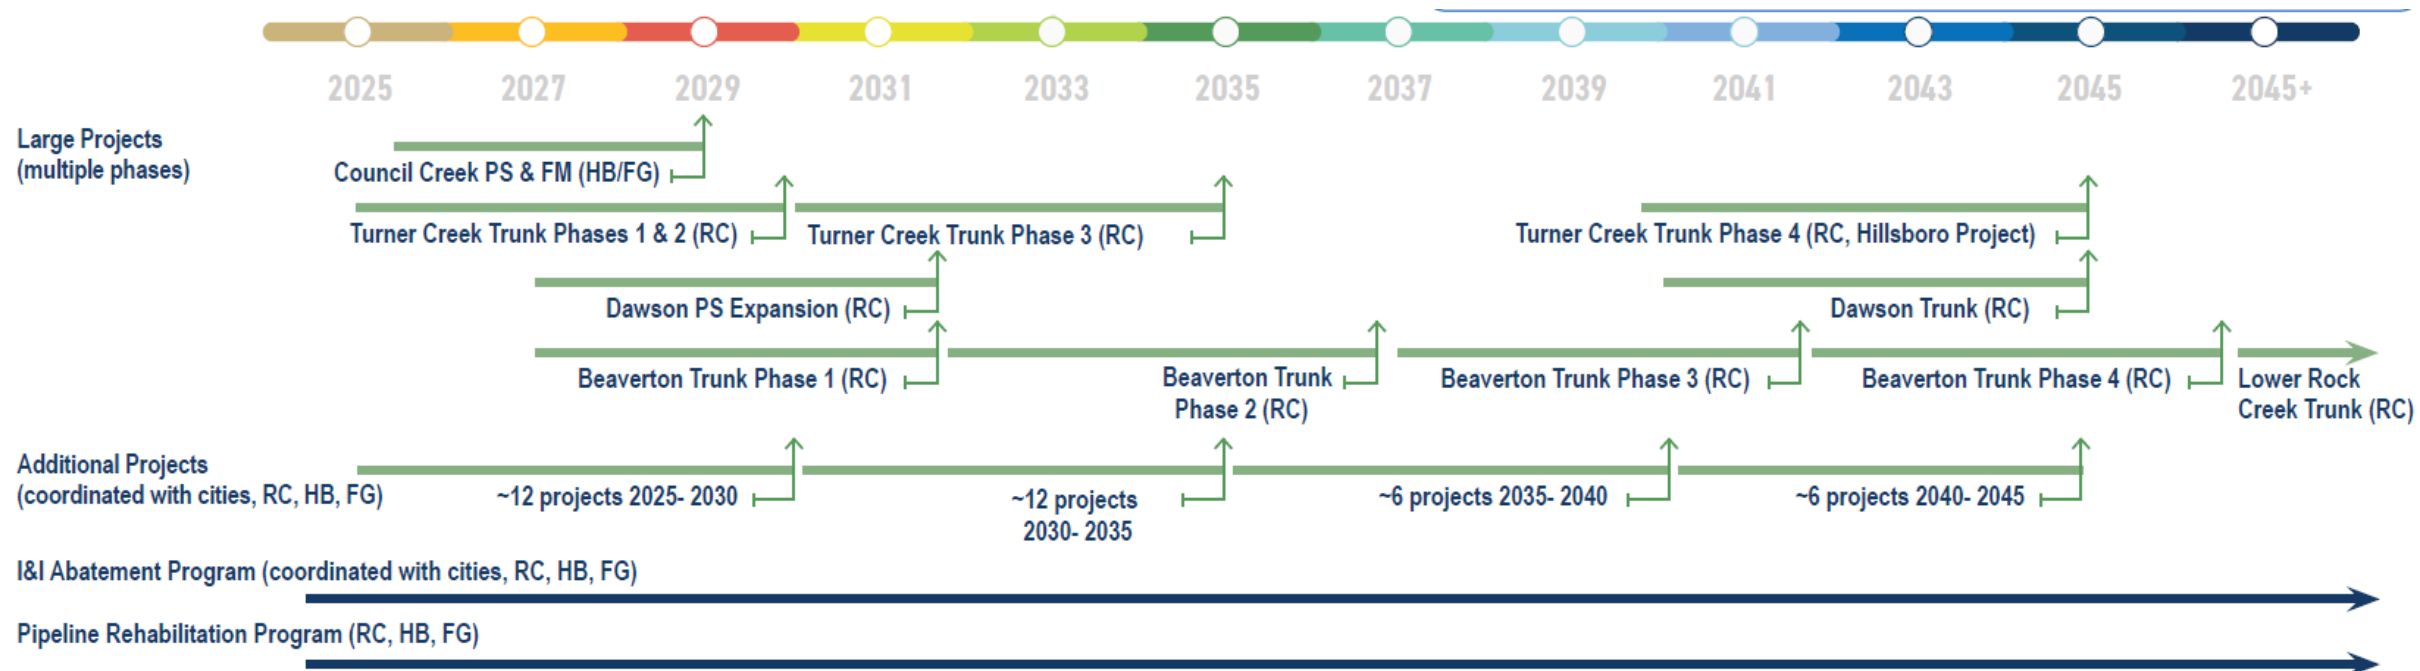 2025 2027 2029 2031 2033 2035 2037 2039 2041 2043 2045 2045+
Large Projects
(multiple phases)
Council Creek PS & FM (HB/FG)
Turner Creek Trunk Phases 1 & 2 (RC)
Turner Creek Trunk Phase 3 (RC)
Turner Creek Trunk Phase 4 (RC, Hillsboro Project)
Dawson PS Expansion (RC)
Dawson Trunk (RC)
Beaverton Trunk Phase 1 (RC)
Beaverton Trunk
Phase 2 (RC)
Beaverton Trunk Phase 3 (RC)
Beaverton Trunk Phase 4 (RC)
Lower Rock
Creek Trunk (RC)
Additional Projects
(coordinated with cities, RC, HB, FG)
~12 projects 2025- 2030
~12 projects
2030- 2035
~6 projects 2035- 2040
~6 projects 2040- 2045
I&I Abatement Program (coordinated with cities, RC, HB, FG)
Pipeline Rehabilitation Program (RC, HB, FG)